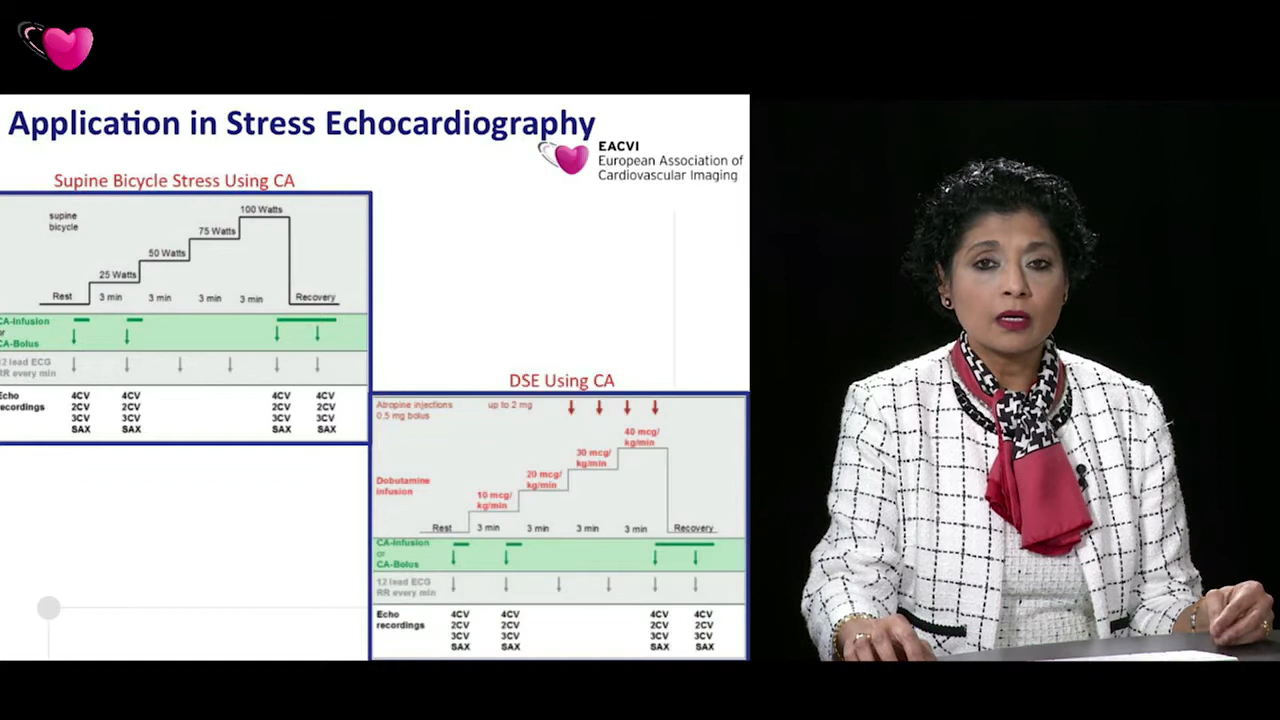 Application in Stress Echocardiography
EACVI
European Association of
Cardiovascular Imaging
Supine Bicycle Stress Using CA
supine
bicycle
100 Watts
75 Watts
50 Watts
25 Watts
Rest 3 min 3 min 3 min 3 min Recovery
CA-Infusion
or
CA-Bolus
12 lead ECG
RR every min
Echo
recordings
4CV 4CV 4CV 4CV
2CV 2CV 2CV 2CV
3CV 3CV 3CV 3CV
SAX SAX SAX SAX
DSE Using CA
Atropine injections up to 2 mg
0.5 mg bolus
40 mcg/
kg/min
30 mcg/
kg/min
20 mcg/
kg/min
10 mcg/
kg/min
Dobutamine
infusion
Rest 3 min 3 min 3 min 3 min Recovery
CA-Infusion
or
CA-Bolus
12 lead ECG
RR every min
Echo
recordings
4CV 4CV 4CV 4CV
2CV 2CV 2CV 2CV
3CV 3CV 3CV 3CV
SAX SAX SAX SAX